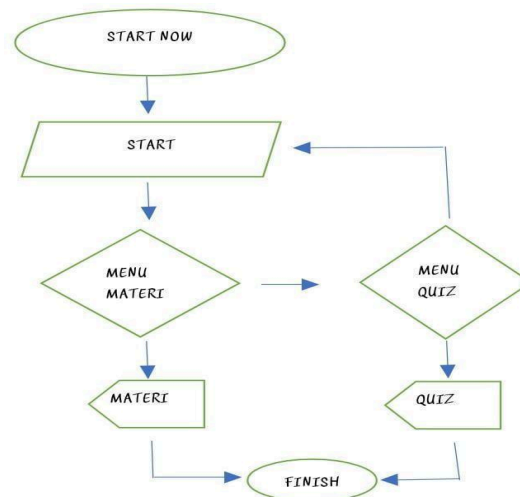 START NOW
START
MENU
MATERI
MENU
QUIZ
MATERI
QUIZ
FINISH